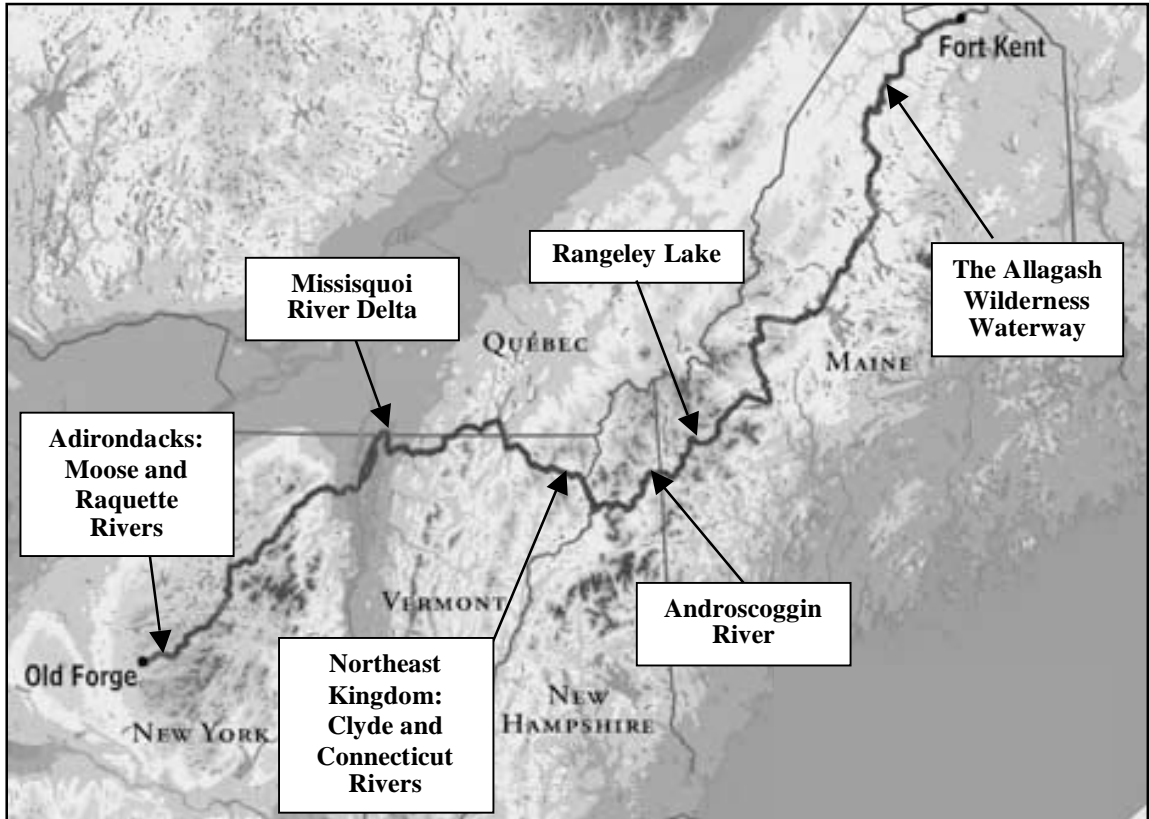 Fort Kent
Rangeley Lake
The Allagash
Wilderness
Waterway
Missisquoi
River Delta
QUÉBEC
MAINE
Adirondacks:
Moose and
Raquette
Rivers
VERMONT
Androscoggin
River
Old Forge
Northeast
Kingdom:
Clyde and
Connecticut
Rivers
NEW
HAMPSHIRE
NEW YORK